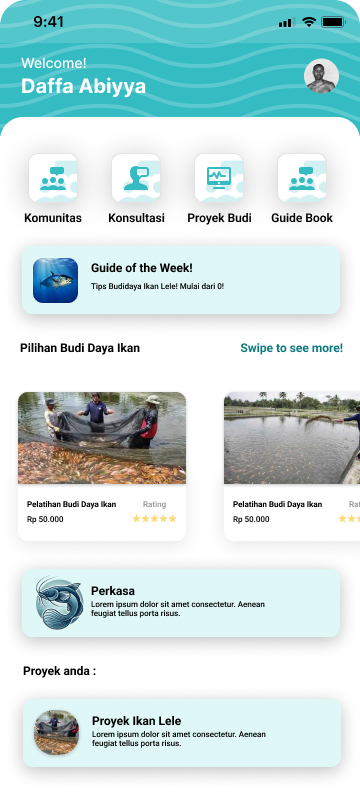 9:41
Welcome!
Daffa Abiyya
Komunitas
Konsultasi
Proyek Budi
Guide Book
Guide of the Week!
Tips Budidaya Ikan Lele! Mulai dari 0!
Pilihan Budi Daya Ikan
Swipe to see more!
Pelatihan Budi Daya Ikan
Rating
Rp 50.000
Pelatihan Budi Daya Ikan
Rat
Rp 50.000
Perkasa
Lorem ipsum dolor sit amet consectetur. Aenean
feugiat tellus porta risus.
Proyek anda :
Proyek Ikan Lele
Lorem ipsum dolor sit amet consectetur. Aenean
feugiat tellus porta risus.